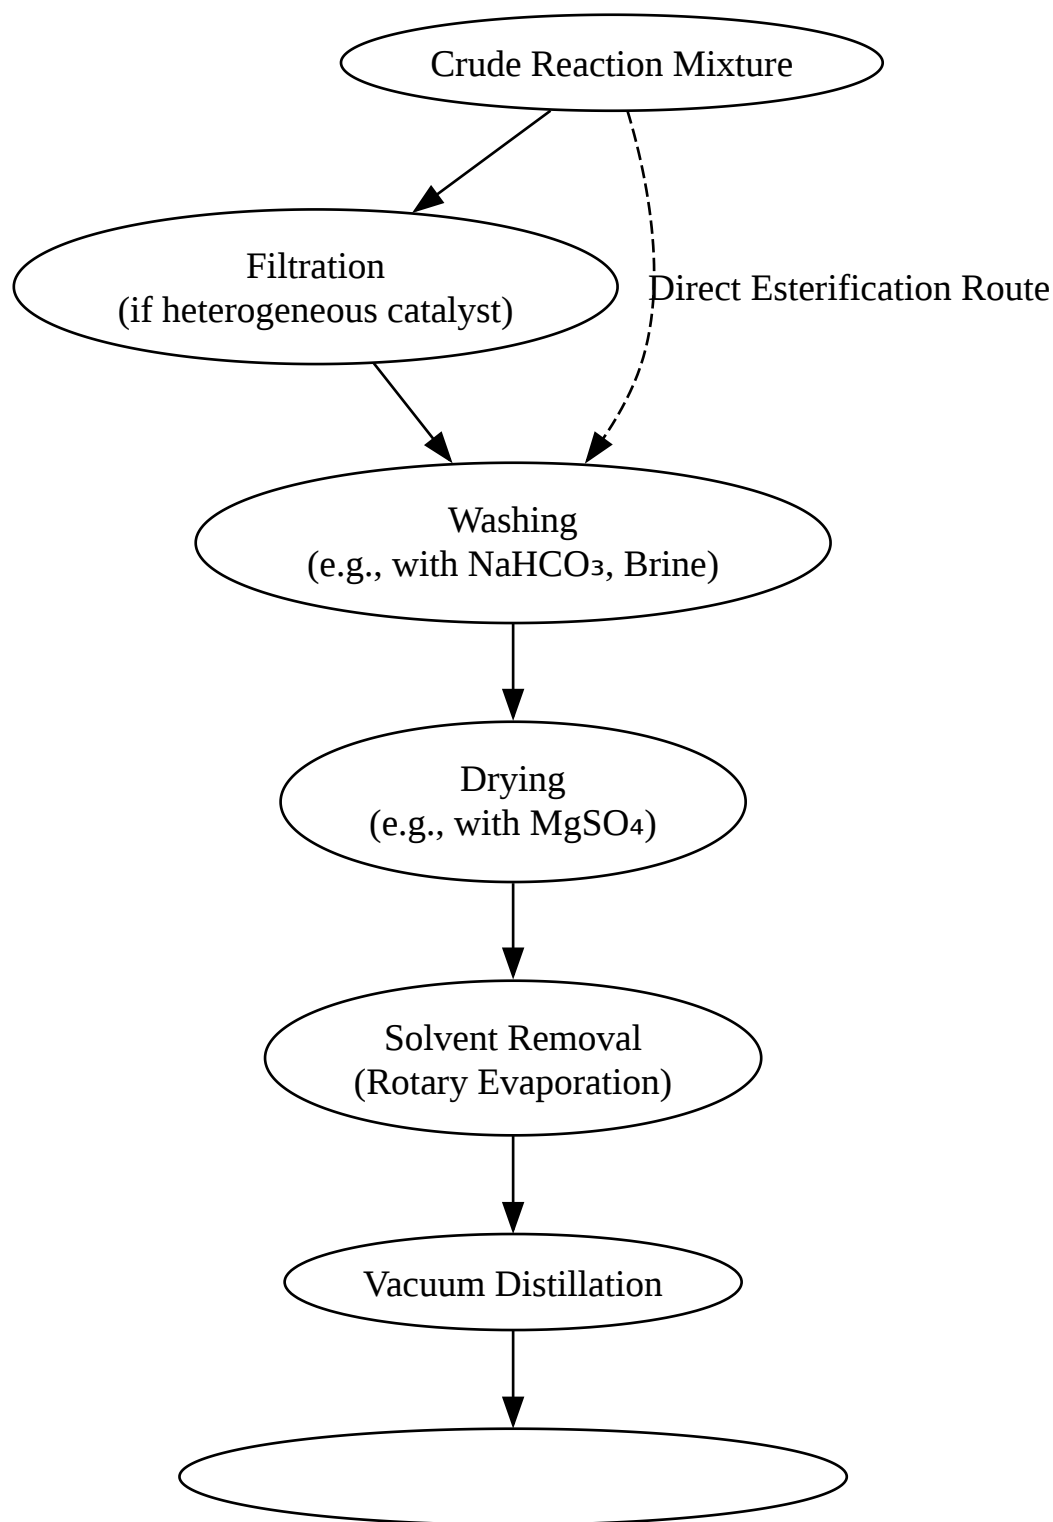 Crude Reaction Mixture
Filtration
(if heterogeneous catalyst)
Direct Esterification Route
Washing
(e.g., with NaHCO₃, Brine)
Drying
(e.g., with MgSO₄)
Solvent Removal
(Rotary Evaporation)
Vacuum Distillation